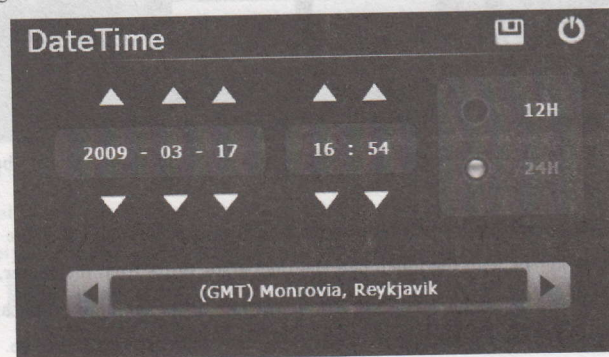 DateTime
12H
2009 - 03 - 17 16 : 54
24H
(GMT) Monrovia, Reykjavik